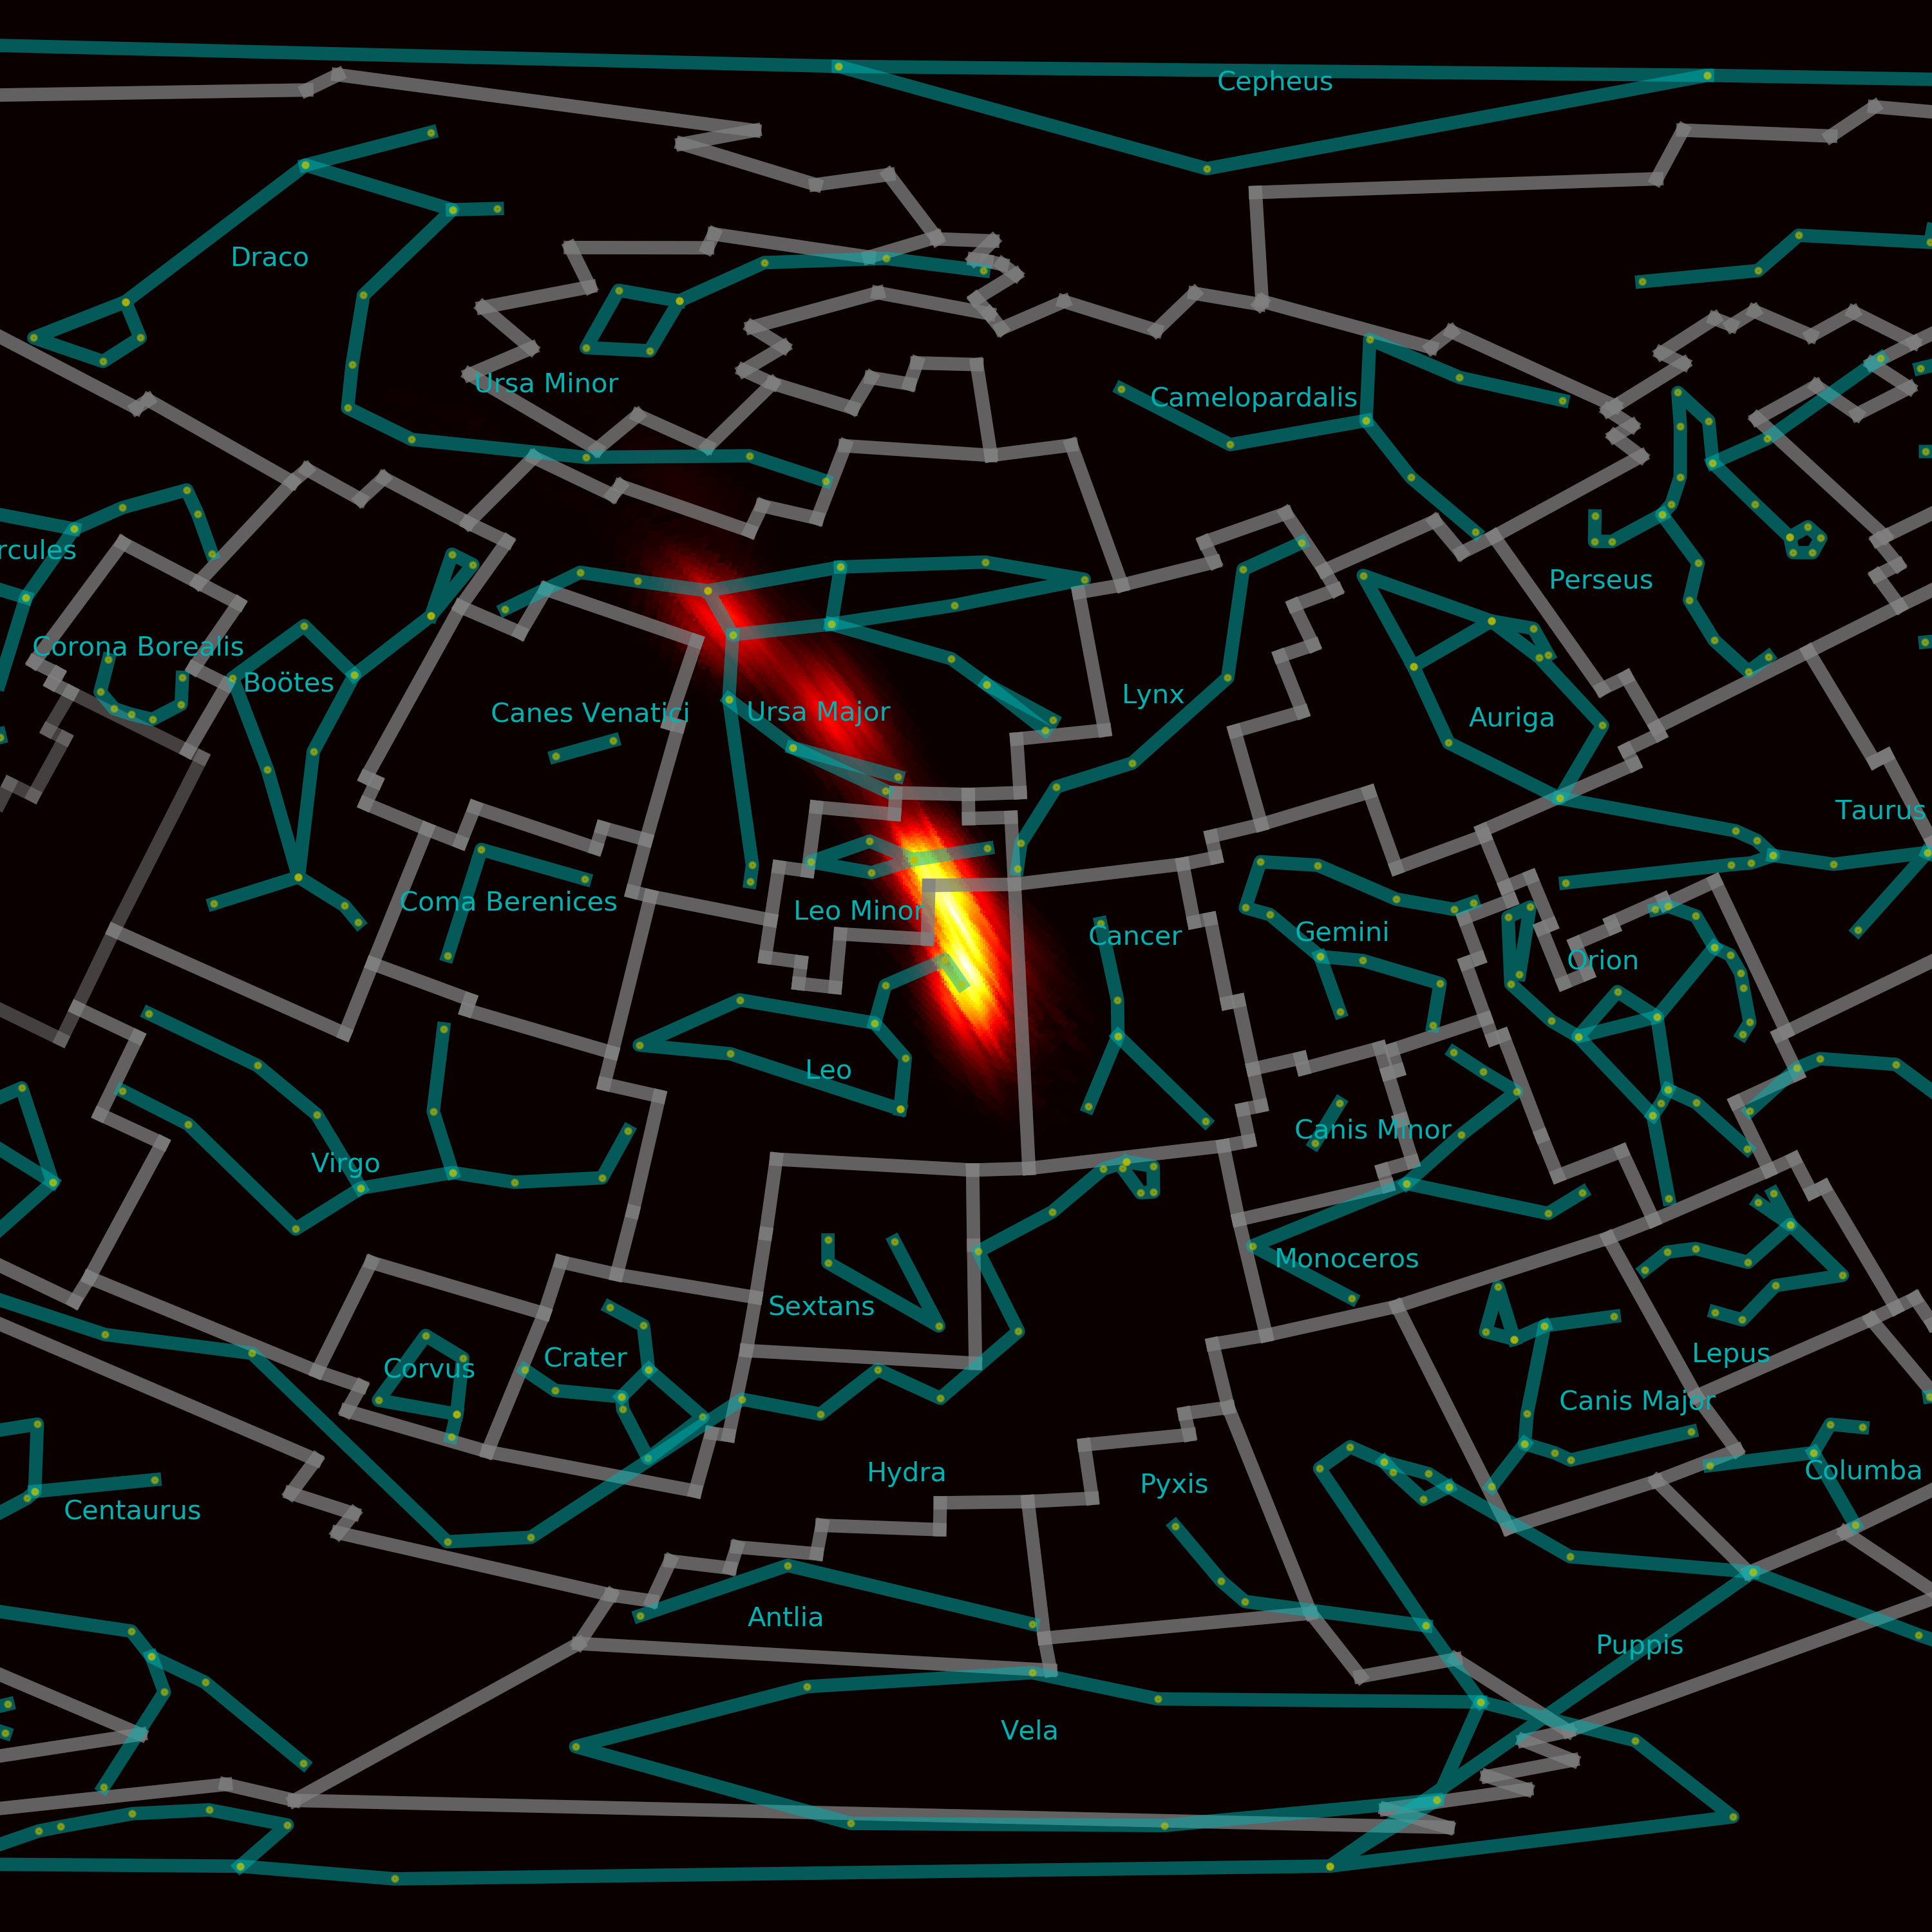 Cepheus
Draco
Ursa Minor
Camelopardalis
rcules
Perseus
Corona Borealis
Boötes
Canes Venatici
Ursa Major
Lynx
Auriga
Taurus
Coma Berenices
Leo Minor
Cancer
Gemini
Orion
Leo
Canis Minor
Virgo
Monoceros
Sextans
Corvus
Crater
Lepus
Canis Major
Hydra
Pyxis
Columba
Centaurus
Antlia
Puppis
Vela